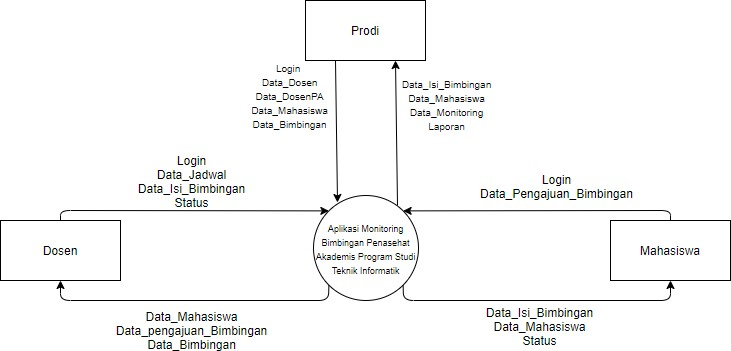 Prodi
Login
Data_Dosen
Data_DosenPA
Data_Mahasiswa
Data_Bimbingan
Data_Isi_Bimbingan
Data_Mahasiswa
Data_Monitoring
Laporan
Login
Data_Jadwal
Data_Isi_Bimbingan
Status
Login
Data_Pengajuan_Bimbingan
Dosen
Aplikasi Monitoring
Bimbingan Penasehat
Akademis Program Studi
Teknik Informatik
Mahasiswa
Data_Mahasiswa
Data_pengajuan_Bimbingan
Data_Bimbingan
Data_Isi_Bimbingan
Data_Mahasiswa
Status